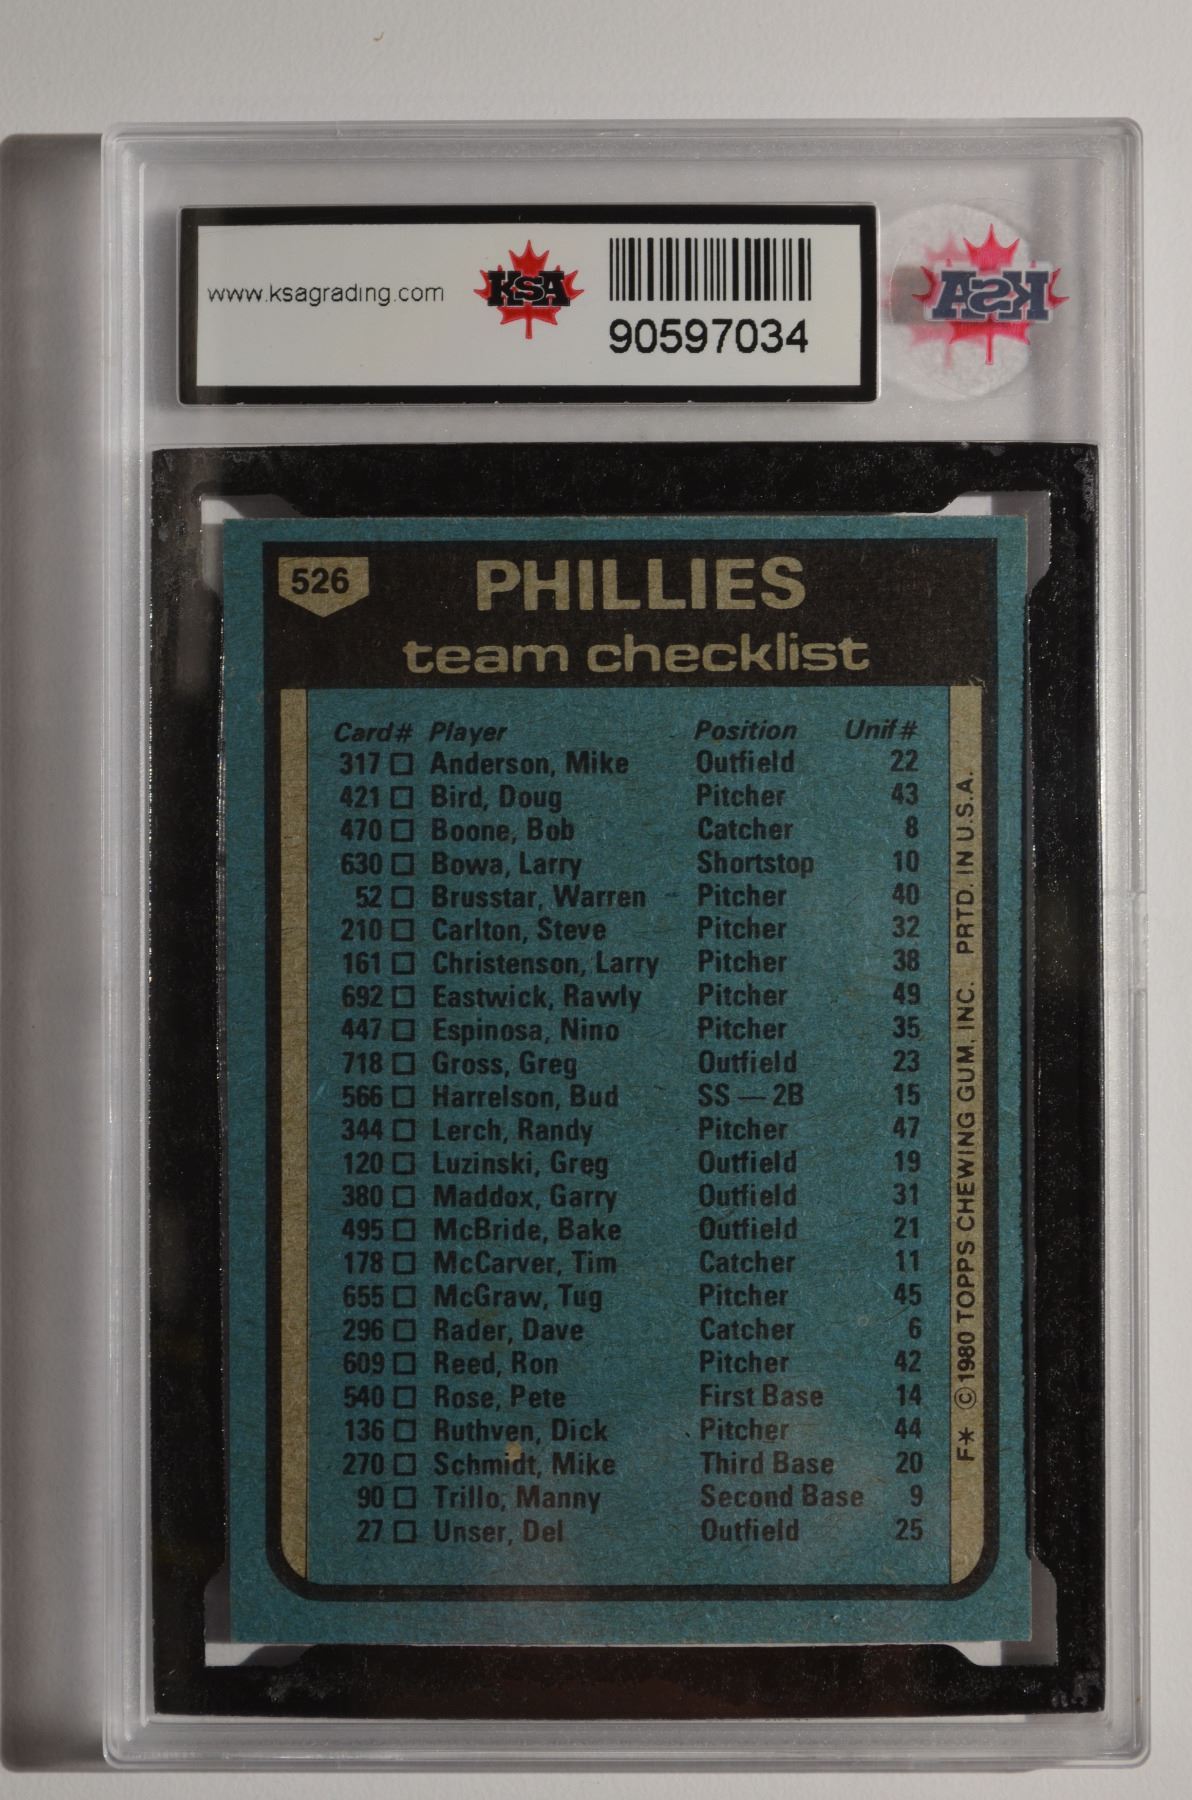 www.ksagrading.com
KSA
90597034
KSA
526
PHILLIES
team checklist
Card# Player Position Unif#
317 Anderson, Mike Outfield 22
421 Bird, Doug Pitcher 43
470 Boone, Bob Catcher 8
630 Bowa, Larry Shortstop 10
52 Brusstar, Warren Pitcher 40
210 Carlton, Steve Pitcher 32
161 Christenson, Larry Pitcher 38
692 Eastwick, Rawly Pitcher 49
447 Espinosa, Nino Pitcher 35
718 Gross, Greg Outfield 23
566 Harrelson, Bud SS — 2B 15
344 Lerch, Randy Pitcher 47
120 Luzinski, Greg Outfield 19
380 Maddox, Garry Outfield 31
495 McBride, Bake Outfield 21
178 McCarver, Tim Catcher 11
655 McGraw, Tug Pitcher 45
296 Rader, Dave Catcher 6
609 Reed, Ron Pitcher 42
540 Rose, Pete First Base 14
136 Ruthven, Dick Pitcher 44
270 Schmidt, Mike Third Base 20
90 Trillo, Manny Second Base 9
27 Unser, Del Outfield 25
F* © 1980 TOPPS CHEWING GUM, INC. PRTD. IN U.S.A.